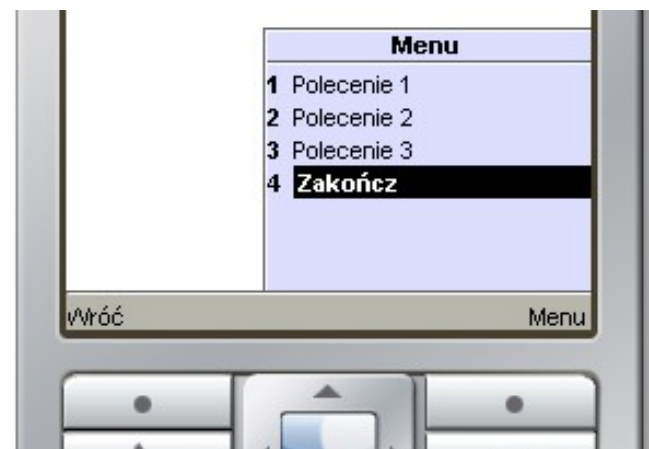 Menu
1 Polecenie 1
2 Polecenie 2
3 Polecenie 3
4 Zakończ
Wróć Menu